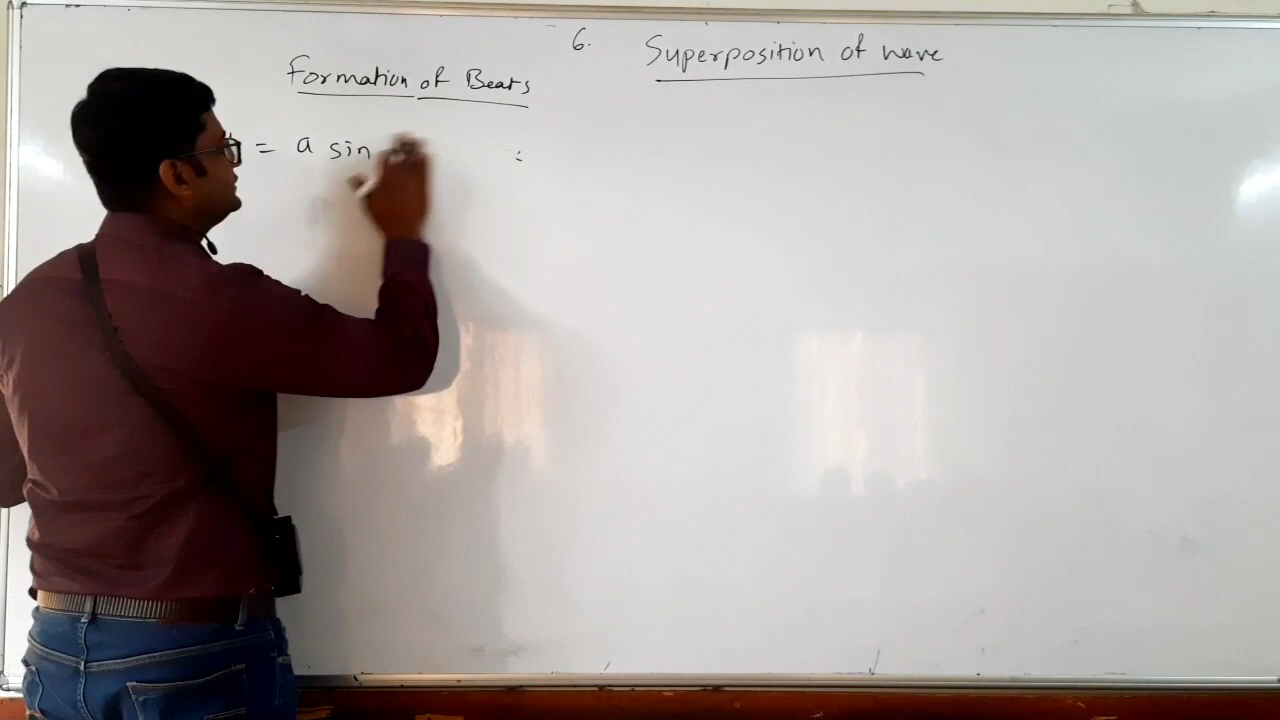 6. Superposition of wave
Formation of Beats
= a sin